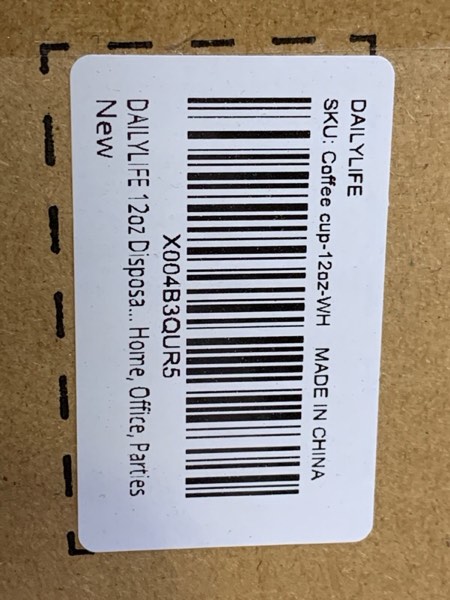 DAILYLIFE
SKU: Coffee cup-12oz-WH MADE IN CHINA
X004B3QUR5
DAILYLIFE 12oz Disposa... Home, Office, Parties
New